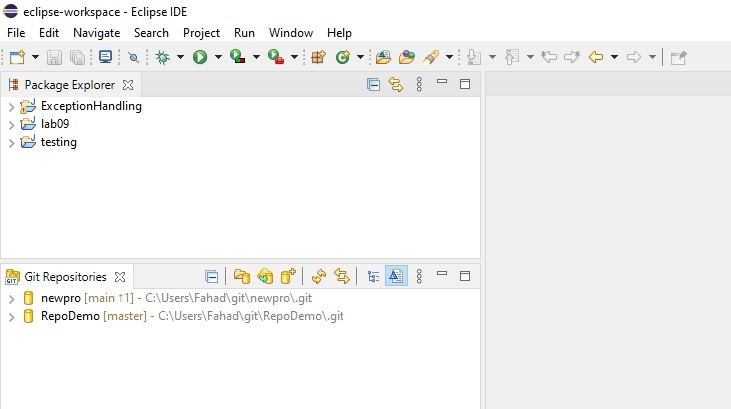 eclipse-workspace - Eclipse IDE
File Edit Navigate Search Project Run Window Help
Package Explorer
ExceptionHandling
lab09
testing
GIT Git Repositories
newpro [main ↑1] - C:\Users\Fahad\git\newpro\.git
RepoDemo [master] - C:\Users\Fahad\git\RepoDemo\.git